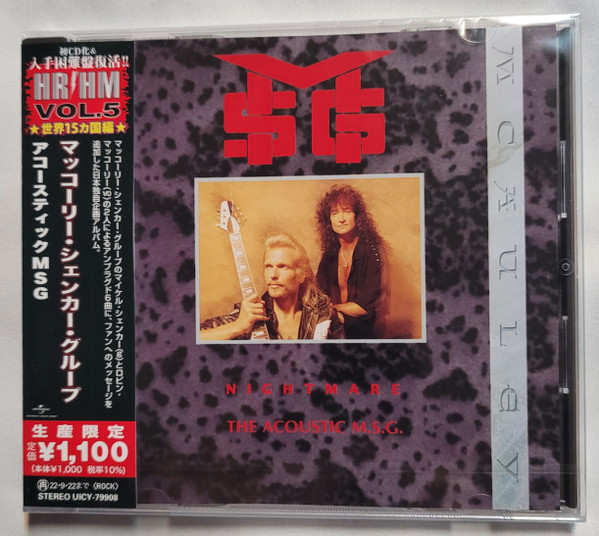 初CD化&
入手困難盤復活!!
HR/HM
VOL.5
★世界15カ国編★
マッコーリー・シェンカー・グループのマイケル・シェンカー(g)とロビン・
マッコーリー(vo)の2人によるアンプラグド6曲に、ファンへのメッセージを
追加した日本独自企画アルバム。
マッコーリー・シェンカー・グループ
アコースティックMSG
生産限定
定価¥1,100
(本体¥1,000 税率10%)
再22-9-22まで〈ROCK〉
STEREO UICY-79908
MSG
NIGHTMARE
THE ACOUSTIC M.S.G.
MCAULEY